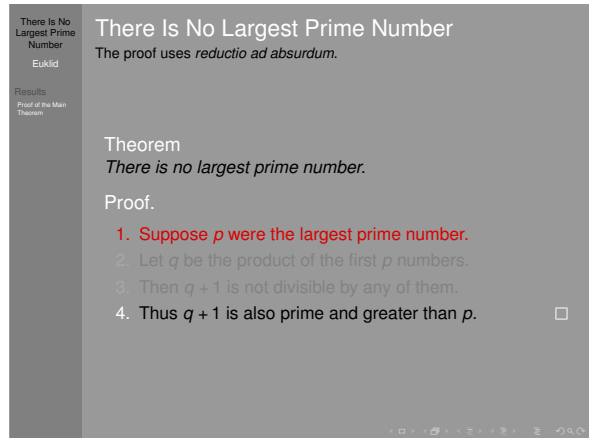 There Is No
Largest Prime
Number
Euklid
Results
Proof of the Main
Theorem
There Is No Largest Prime Number
The proof uses reductio ad absurdum.
Theorem
There is no largest prime number.
Proof.
1. Suppose p were the largest prime number.
2. Let q be the product of the first p numbers.
3. Then q + 1 is not divisible by any of them.
4. Thus q + 1 is also prime and greater than p. □